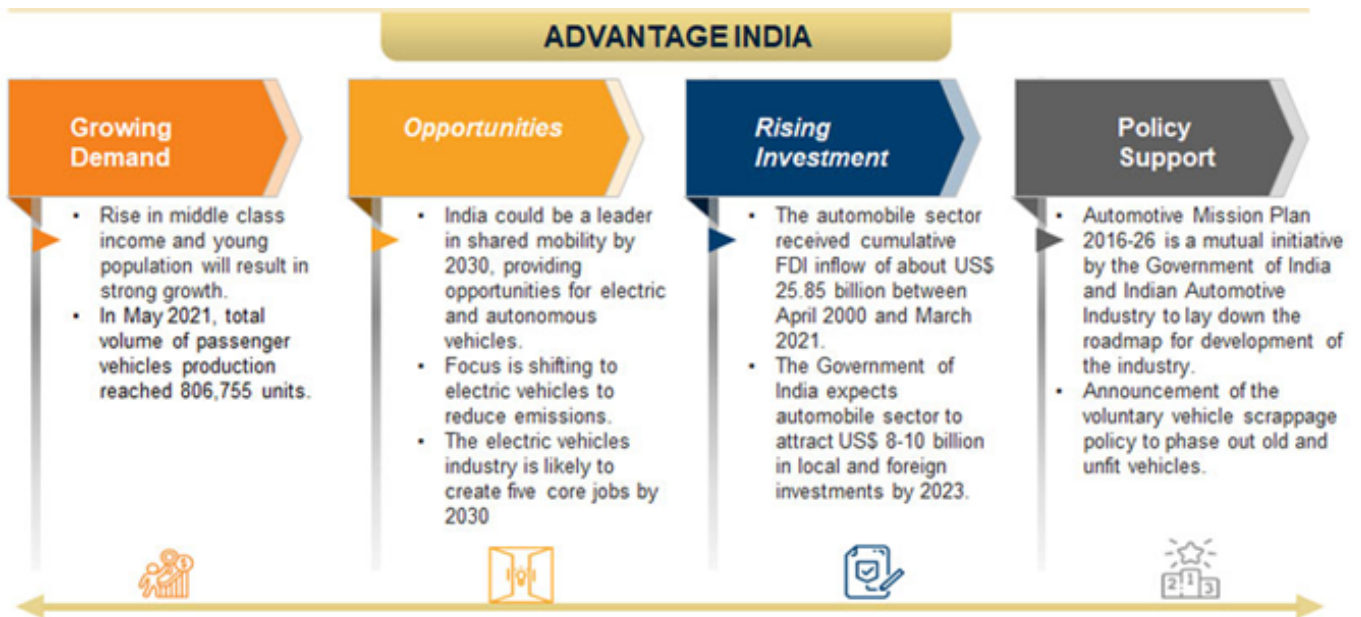 ADVANTAGE INDIA
Growing
Demand
• Rise in middle class
income and young
population will result in
strong growth.
• In May 2021, total
volume of passenger
vehicles production
reached 806,755 units.
Opportunities
• India could be a leader
in shared mobility by
2030, providing
opportunities for electric
and autonomous
vehicles.
• Focus is shifting to
electric vehicles to
reduce emissions.
• The electric vehicles
industry is likely to
create five core jobs by
2030
Rising
Investment
• The automobile sector
received cumulative
FDI inflow of about US$
25.85 billion between
April 2000 and March
2021.
• The Government of
India expects
automobile sector to
attract US$ 8-10 billion
in local and foreign
investments by 2023.
Policy
Support
• Automotive Mission Plan
2016-26 is a mutual initiative
by the Government of India
and Indian Automotive
Industry to lay down the
roadmap for development of
the industry.
• Announcement of the
voluntary vehicle scrappage
policy to phase out old and
unfit vehicles.
$
2 1 3